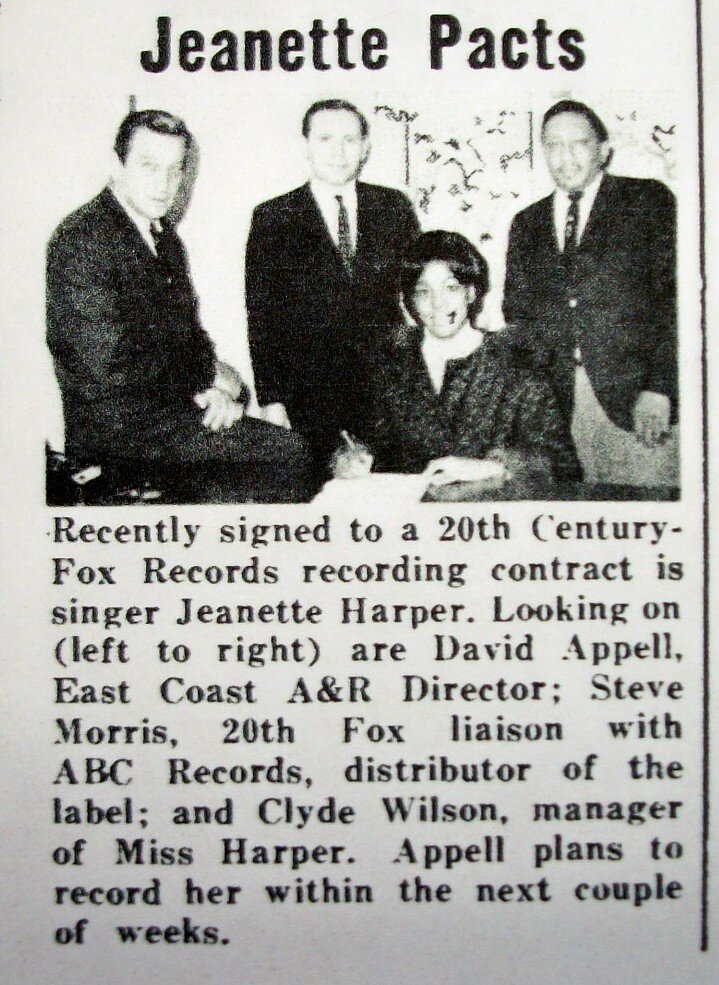 Jeanette Pacts
Recently signed to a 20th Century-
Fox Records recording contract is
singer Jeanette Harper. Looking on
(left to right) are David Appell,
East Coast A&R Director; Steve
Morris, 20th Fox liaison with
ABC Records, distributor of the
label; and Clyde Wilson, manager
of Miss Harper. Appell plans to
record her within the next couple
of weeks.